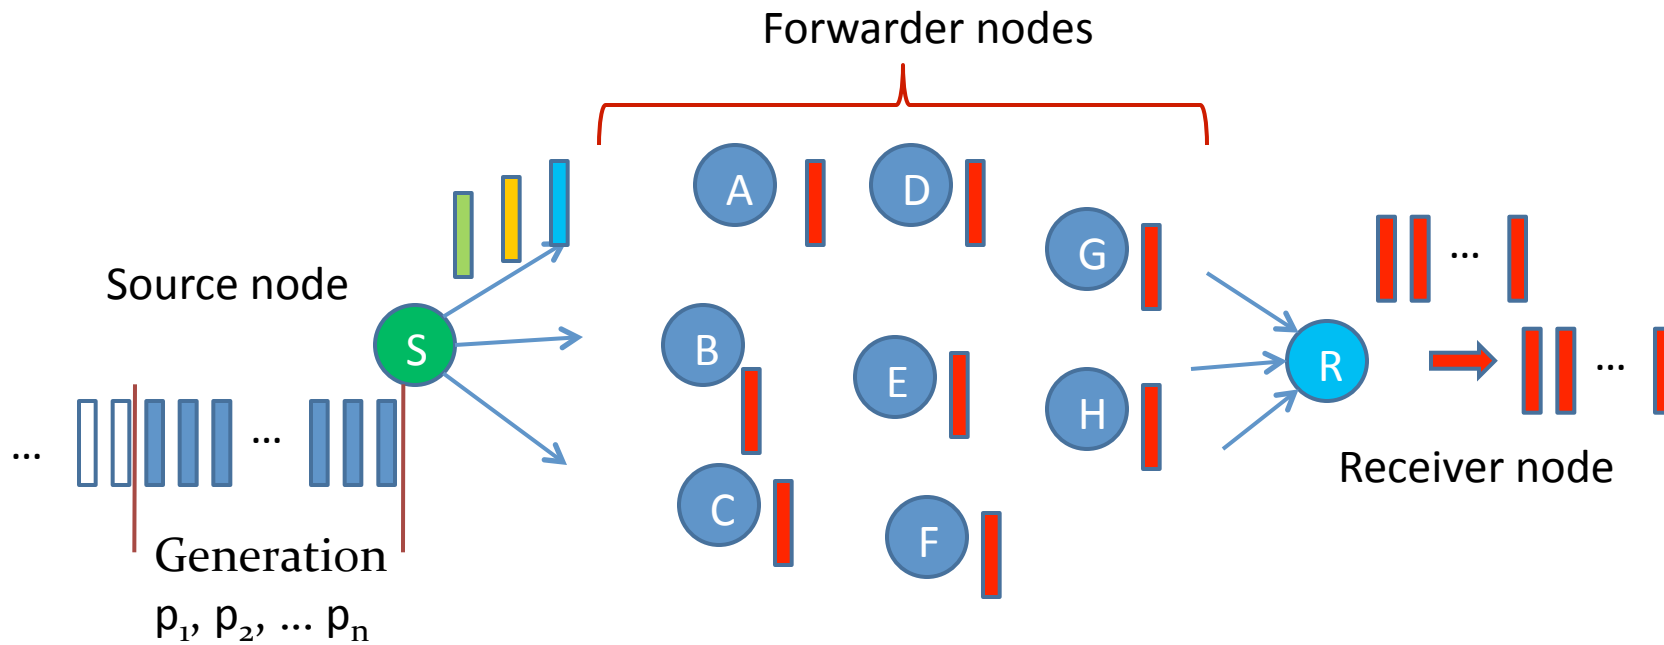 Forwarder nodes
A
D
G
Source node
S
B
E
H
R
...
...
...
...
Receiver node
C
F
Generation
p₁, p₂, ... pₙ